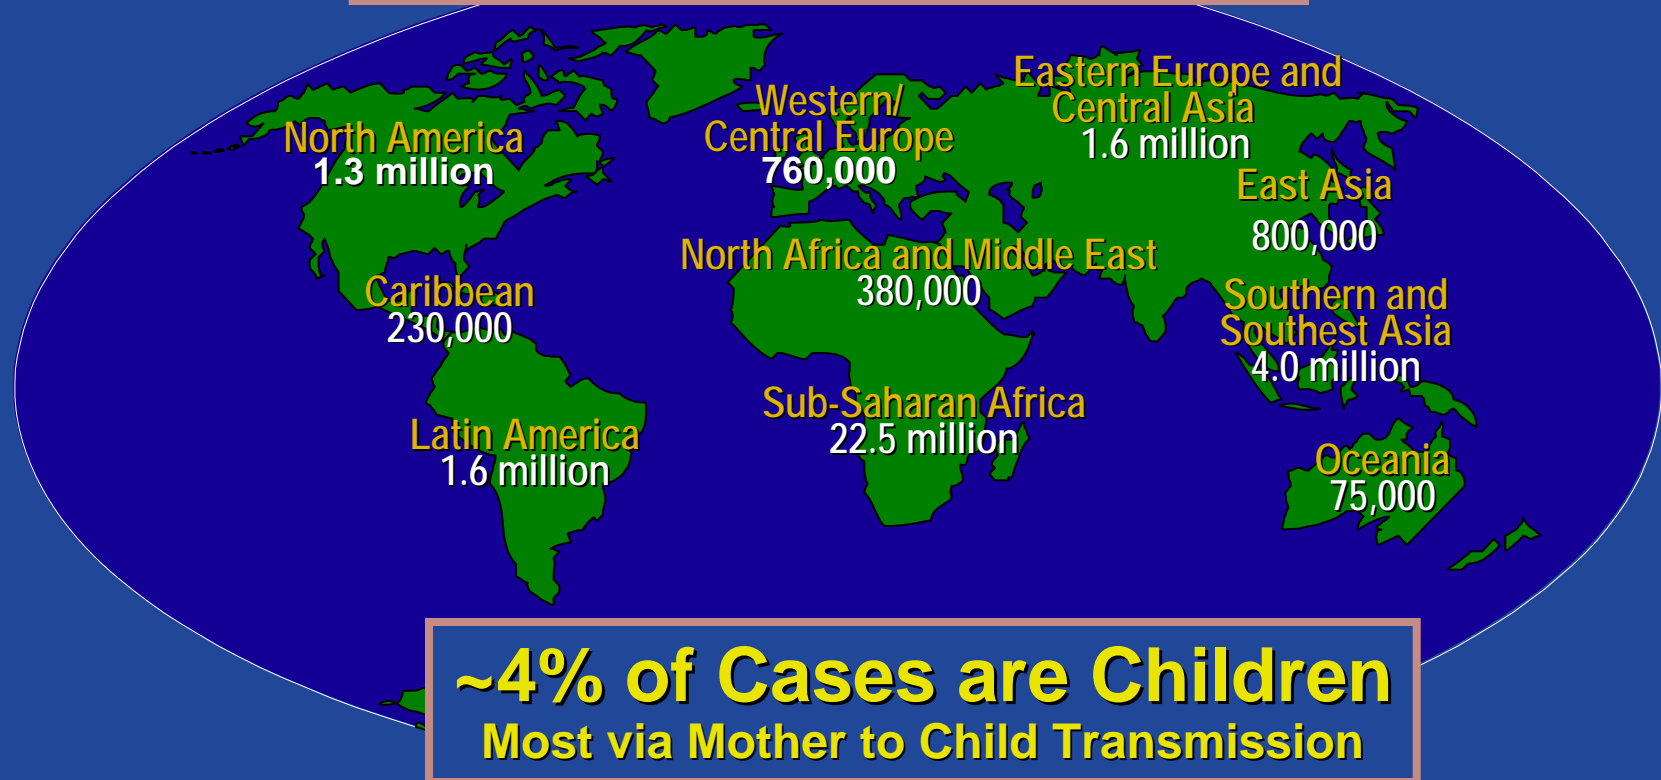 Eastern Europe and
Central Asia
1.6 million
Western/
Central Europe
760,000
North America
1.3 million
East Asia
800,000
North Africa and Middle East
380,000
Caribbean
230,000
Southern and
Southest Asia
4.0 million
Sub-Saharan Africa
22.5 million
Latin America
1.6 million
Oceania
75,000
~4% of Cases are Children
Most via Mother to Child Transmission